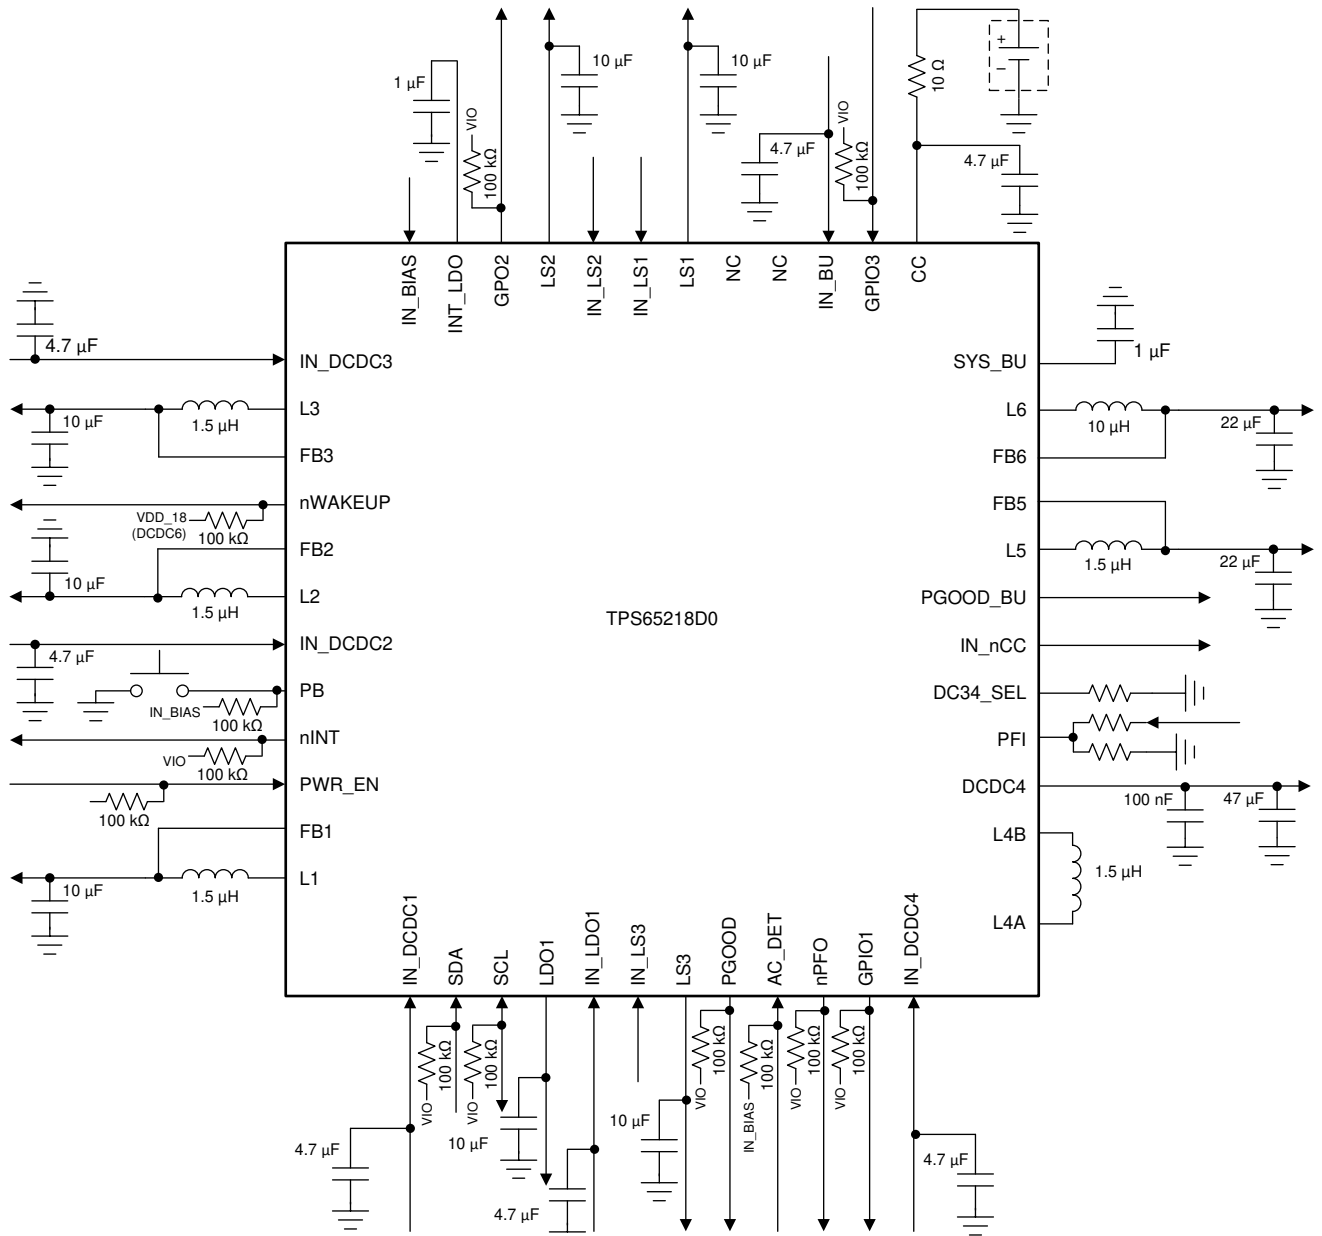 1 µF
VIO
100 kΩ
10 µF
10 µF
4.7 µF
VIO
100 kΩ
10 Ω
+
−
4.7 µF
IN_BIAS
INT_LDO
GPO2
LS2
IN_LS2
IN_LS1
LS1
NC
NC
IN_BU
GPIO3
CC
4.7 µF
IN_DCDC3
10 µF
1.5 µH
L3
FB3
nWAKEUP
VDD_18
(DCDC6)
100 kΩ
FB2
10 µF
1.5 µH
L2
4.7 µF
IN_DCDC2
PB
IN_BIAS
100 kΩ
nINT
VIO
100 kΩ
PWR_EN
100 kΩ
FB1
10 µF
1.5 µH
L1
TPS65218D0
SYS_BU
1 µF
L6
10 µH
22 µF
FB6
FB5
L5
1.5 µH
22 µF
PGOOD_BU
IN_nCC
DC34_SEL
PFI
DCDC4
100 nF
47 µF
L4B
1.5 µH
L4A
IN_DCDC1
SDA
SCL
LDO1
IN_LDO1
IN_LS3
LS3
PGOOD
AC_DET
nPFO
GPIO1
IN_DCDC4
4.7 µF
VIO
100 kΩ
VIO
100 kΩ
10 µF
4.7 µF
10 µF
VIO
100 kΩ
IN_BIAS
100 kΩ
VIO
100 kΩ
VIO
100 kΩ
4.7 µF